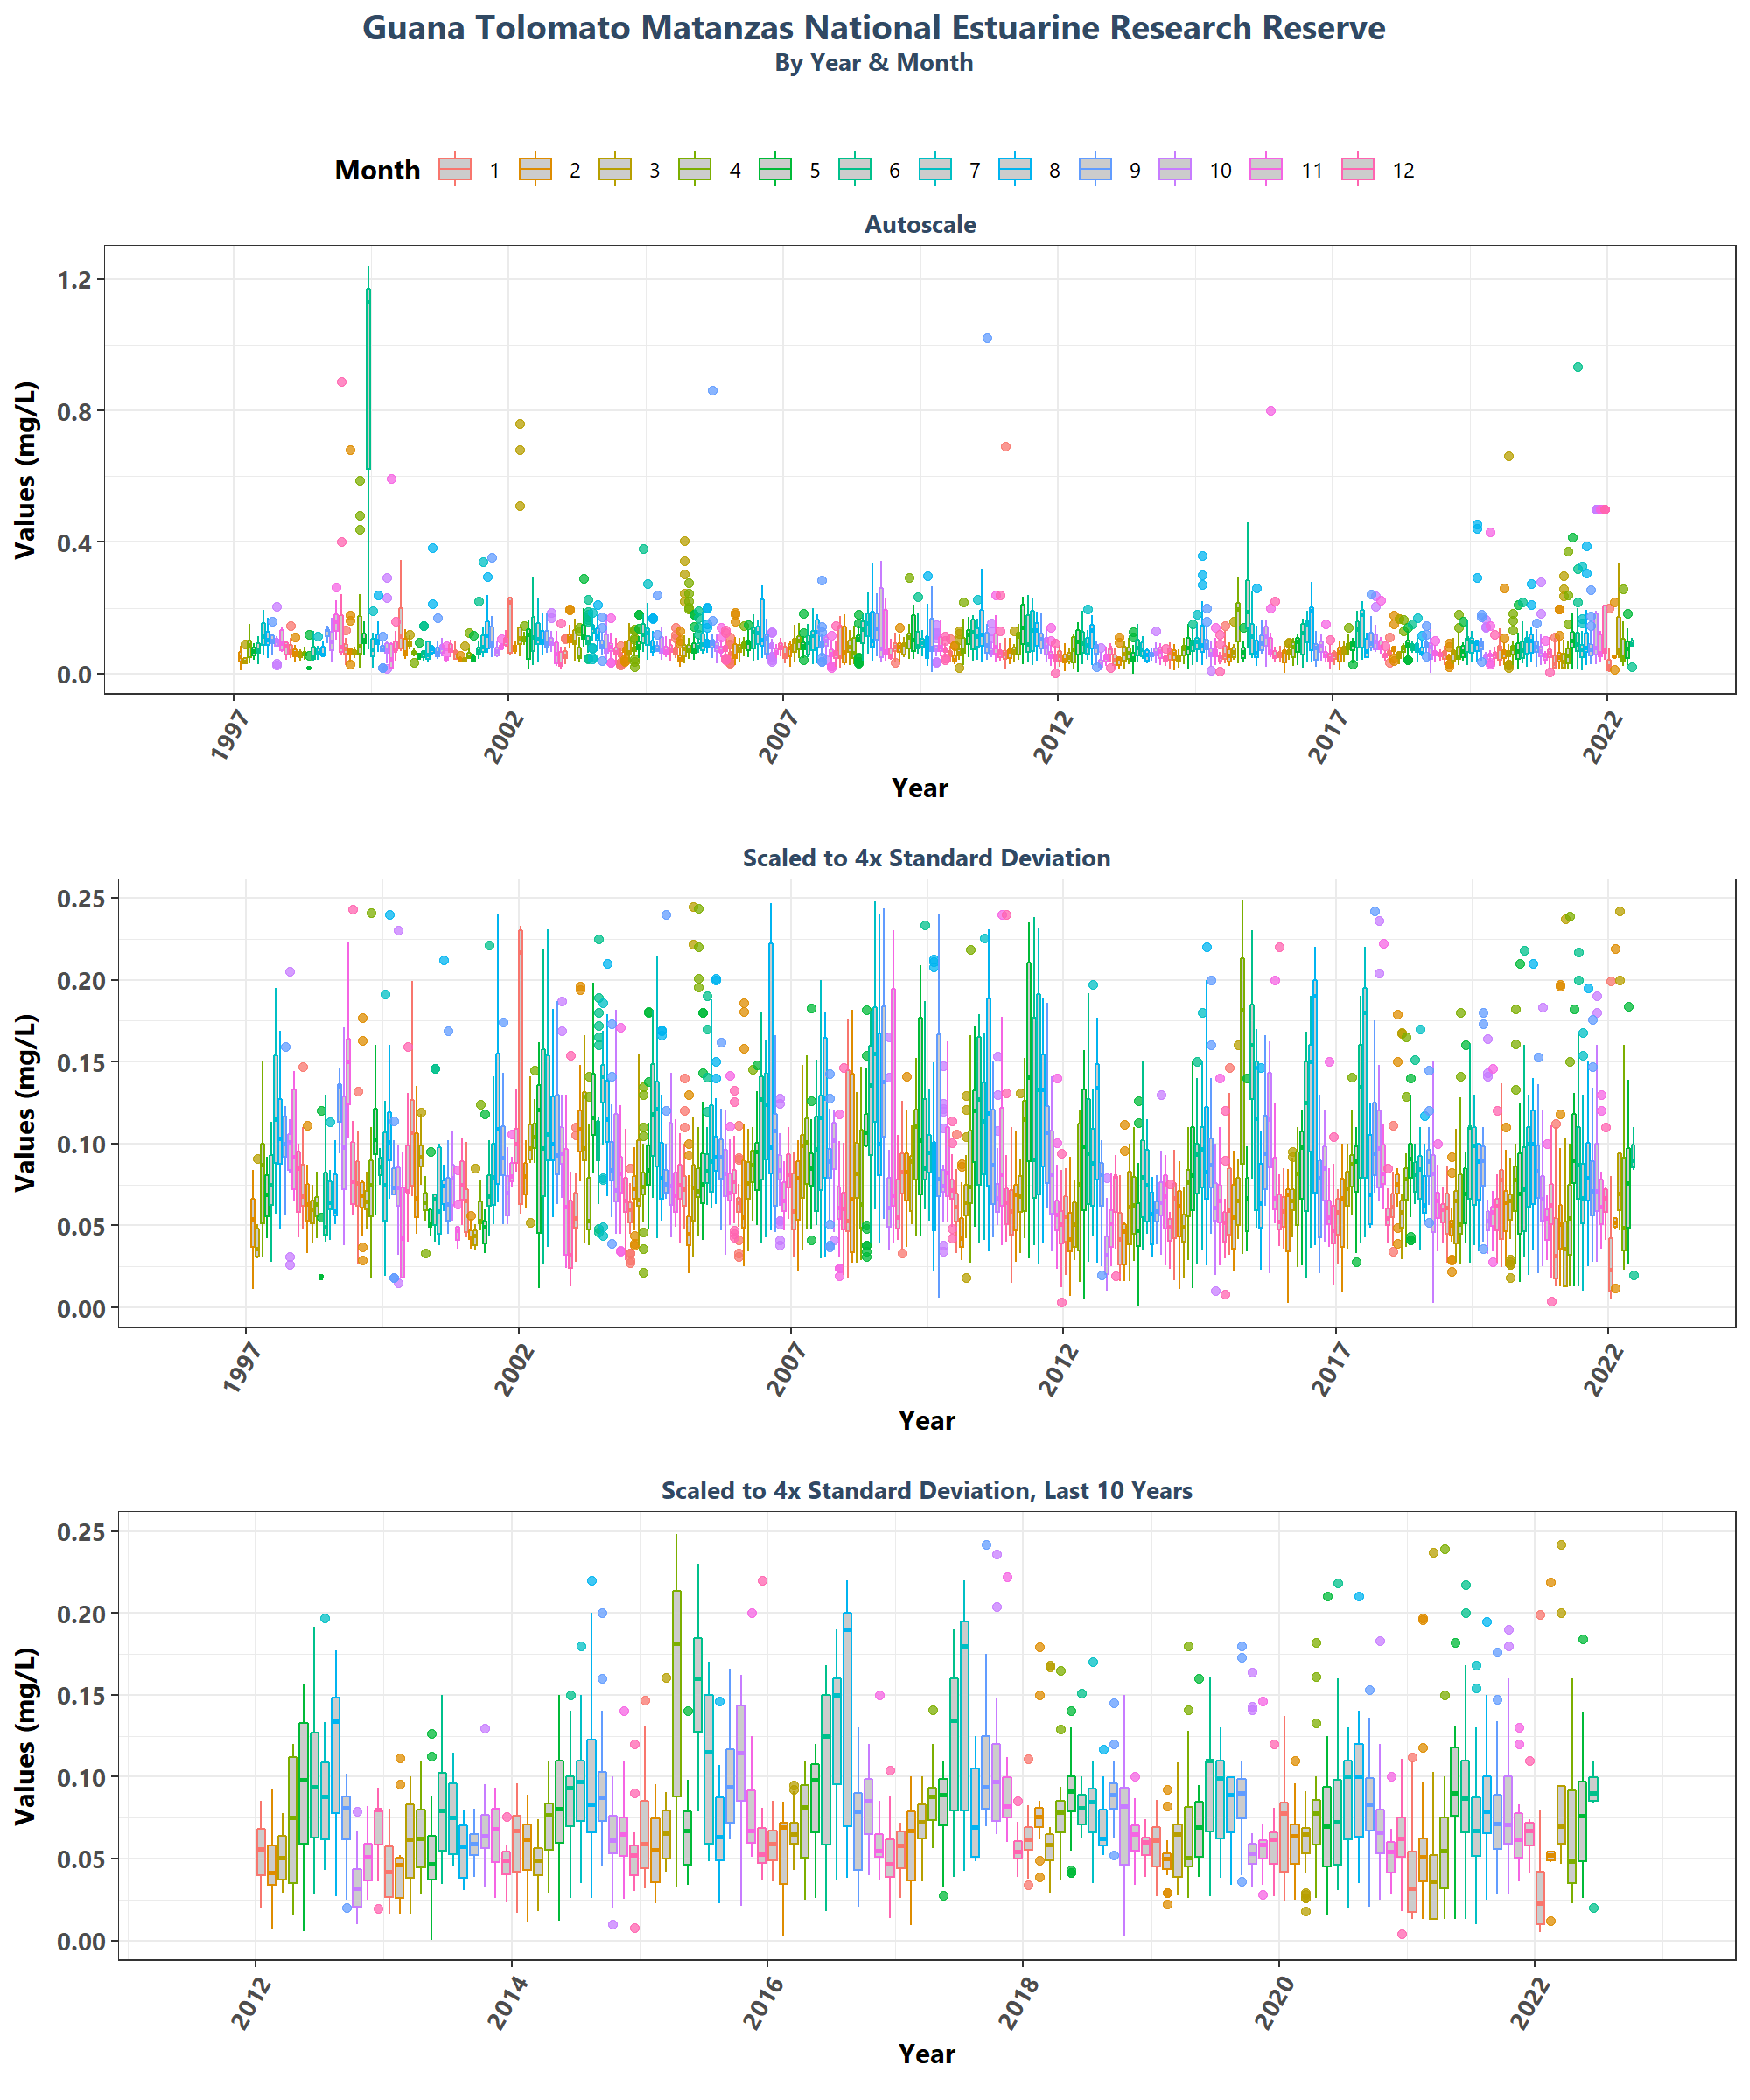 Guana Tolomato Matanzas National Estuarine Research Reserve
By Year & Month
Month 1 2 3 4 5 6 7 8 9 10 11 12
Autoscale
Values (mg/L)
1.2
0.8
0.4
0.0
1997 2002 2007 2012 2017 2022
Year
Scaled to 4x Standard Deviation
Values (mg/L)
0.25
0.20
0.15
0.10
0.05
0.00
1997 2002 2007 2012 2017 2022
Year
Scaled to 4x Standard Deviation, Last 10 Years
Values (mg/L)
0.25
0.20
0.15
0.10
0.05
0.00
2012 2014 2016 2018 2020 2022
Year